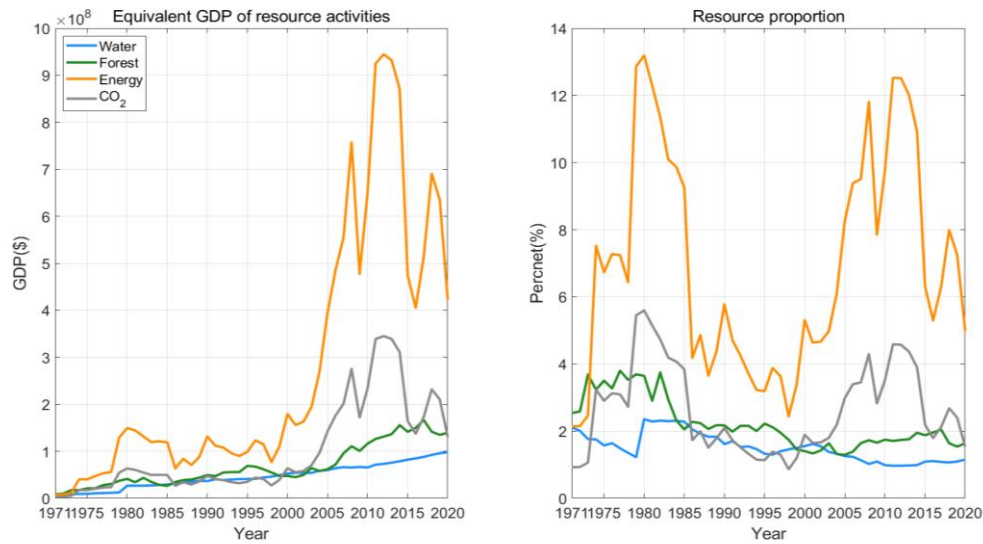 Equivalent GDP of resource activities
×10⁸
10
9
8
7
6
5
4
3
2
1
0
GDP($)
Water
Forest
Energy
CO₂
1971 1975 1980 1985 1990 1995 2000 2005 2010 2015 2020
Year
Resource proportion
14
12
10
8
6
4
2
0
Percnet(%)
1971 1975 1980 1985 1990 1995 2000 2005 2010 2015 2020
Year